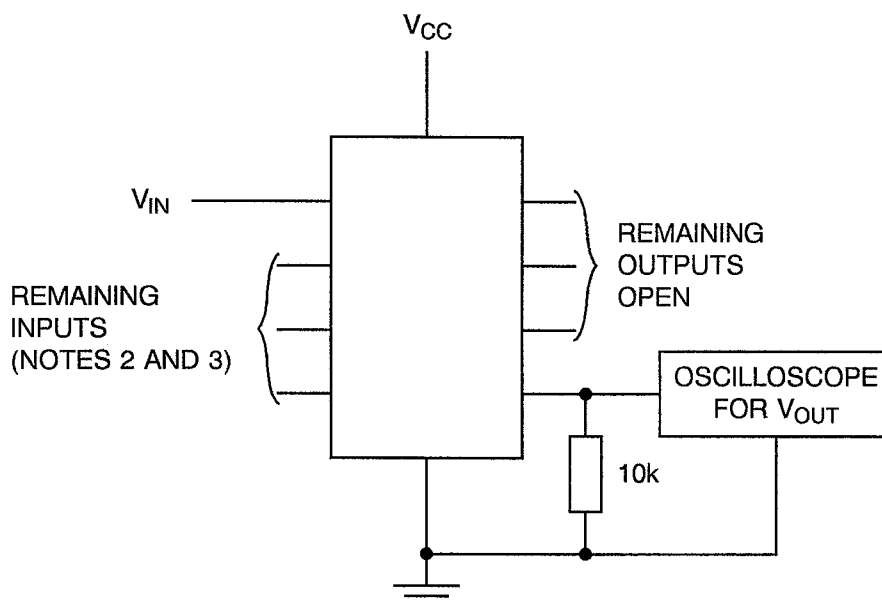 VCC
VIN
REMAINING
OUTPUTS
OPEN
REMAINING
INPUTS
(NOTES 2 AND 3)
OSCILLOSCOPE
FOR VOUT
10k